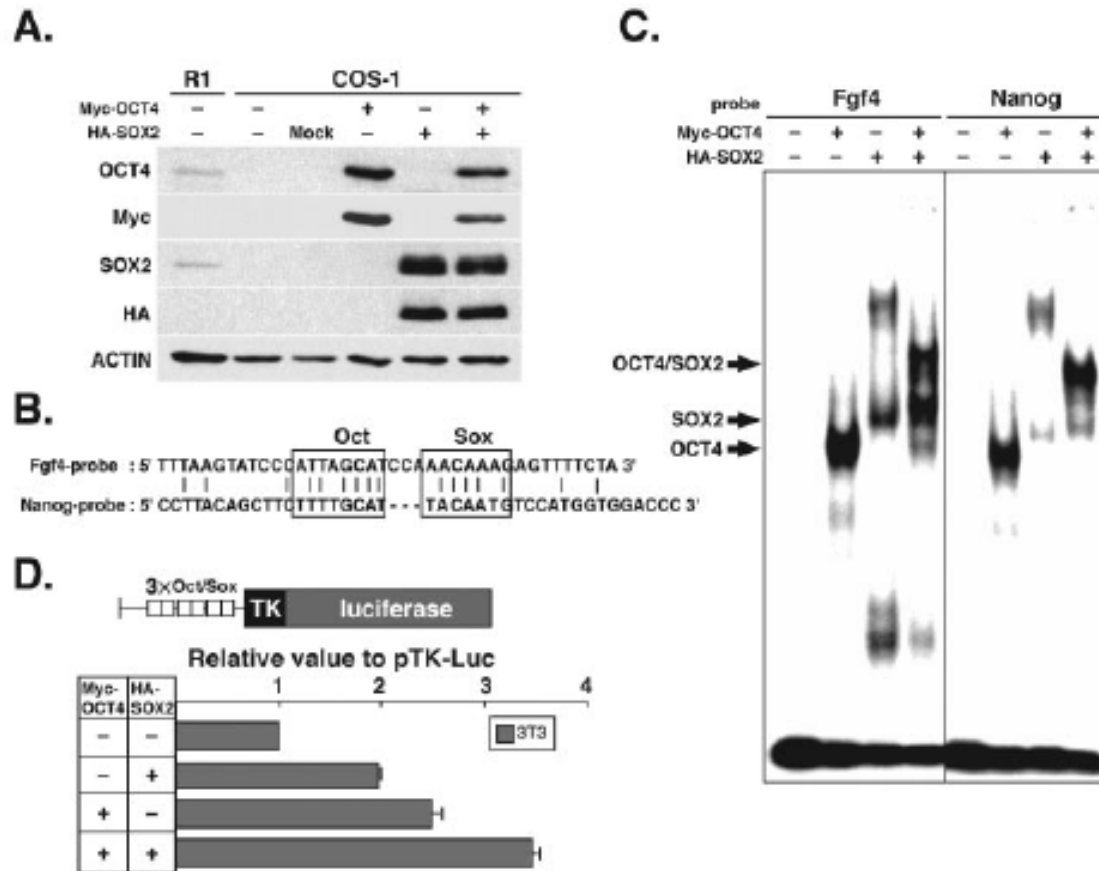 A.
R1 COS-1
Myc-OCT4 – – + – +
HA-SOX2 – – Mock – + +
OCT4
Myc
SOX2
HA
ACTIN
B.
Oct Sox
Fgf4-probe : 5' TTTAAGTATCCCATTAGCATCCAAACAAAGAGTTTTCTA 3'
Nanog-probe : 5' CCTTACAGCTTCTTTTGCAT---TACAATGTCCATGGTGGACCC 3'
C.
probe Fgf4 Nanog
Myc-OCT4 – + – + – + – +
HA-SOX2 – – + + – – + +
OCT4/SOX2
SOX2
OCT4
D.
3×Oct/Sox
TK luciferase
Relative value to pTK-Luc
Myc-OCT4 HA-SOX2
1 2 3 4
– –
– +
+ –
+ +
3T3